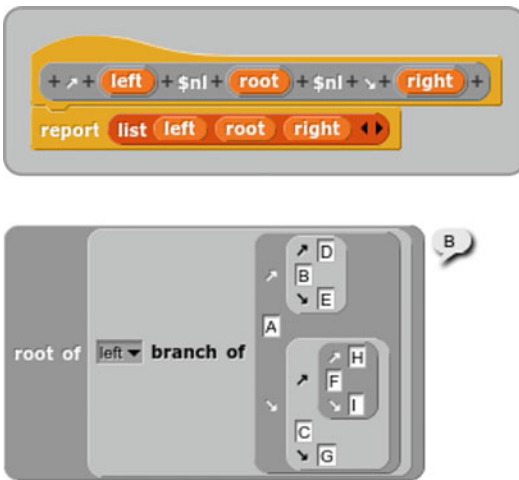 + ↗ + left + $nl + root + $nl + ↘ + right +
report list left root right ◂▸
B
↗ D
↗ B
↘ E
A
root of left ▾ branch of
↗ H
↗ F
↘ ↘ I
C
↘ G